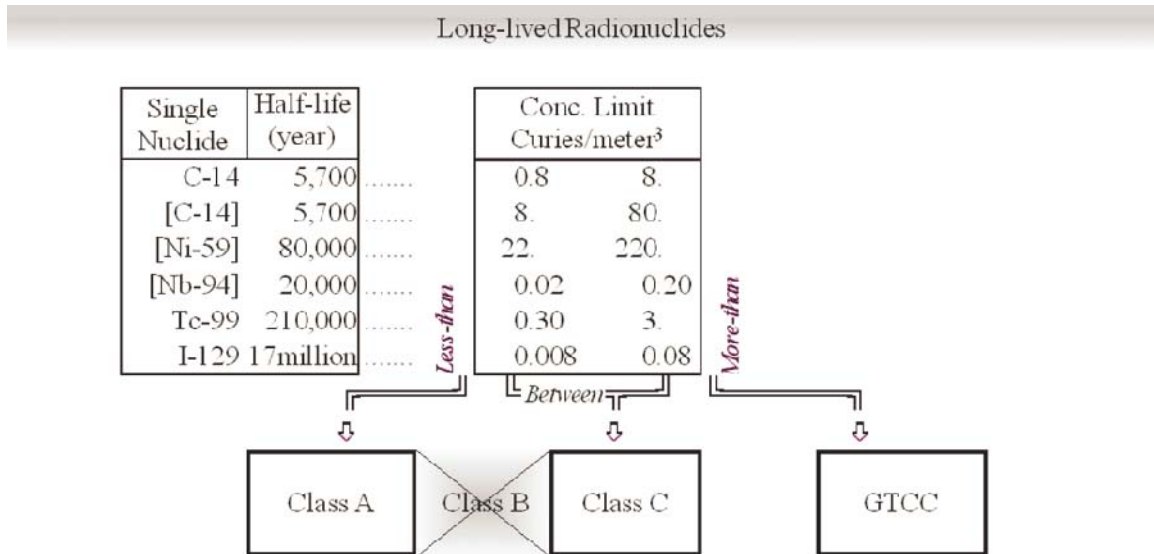 Long-lived Radionuclides
Single Nuclide Half-life (year) Conc. Limit Curies/meter³
C-14 5,700 ....... 0.8 8.
[C-14] 5,700 ....... 8. 80.
[Ni-59] 80,000 ....... 22. 220.
[Nb-94] 20,000 ....... 0.02 0.20
Tc-99 210,000 ....... 0.30 3.
I-129 17million ....... 0.008 0.08
Less-than
More-than
Between
Class A Class B Class C GTCC